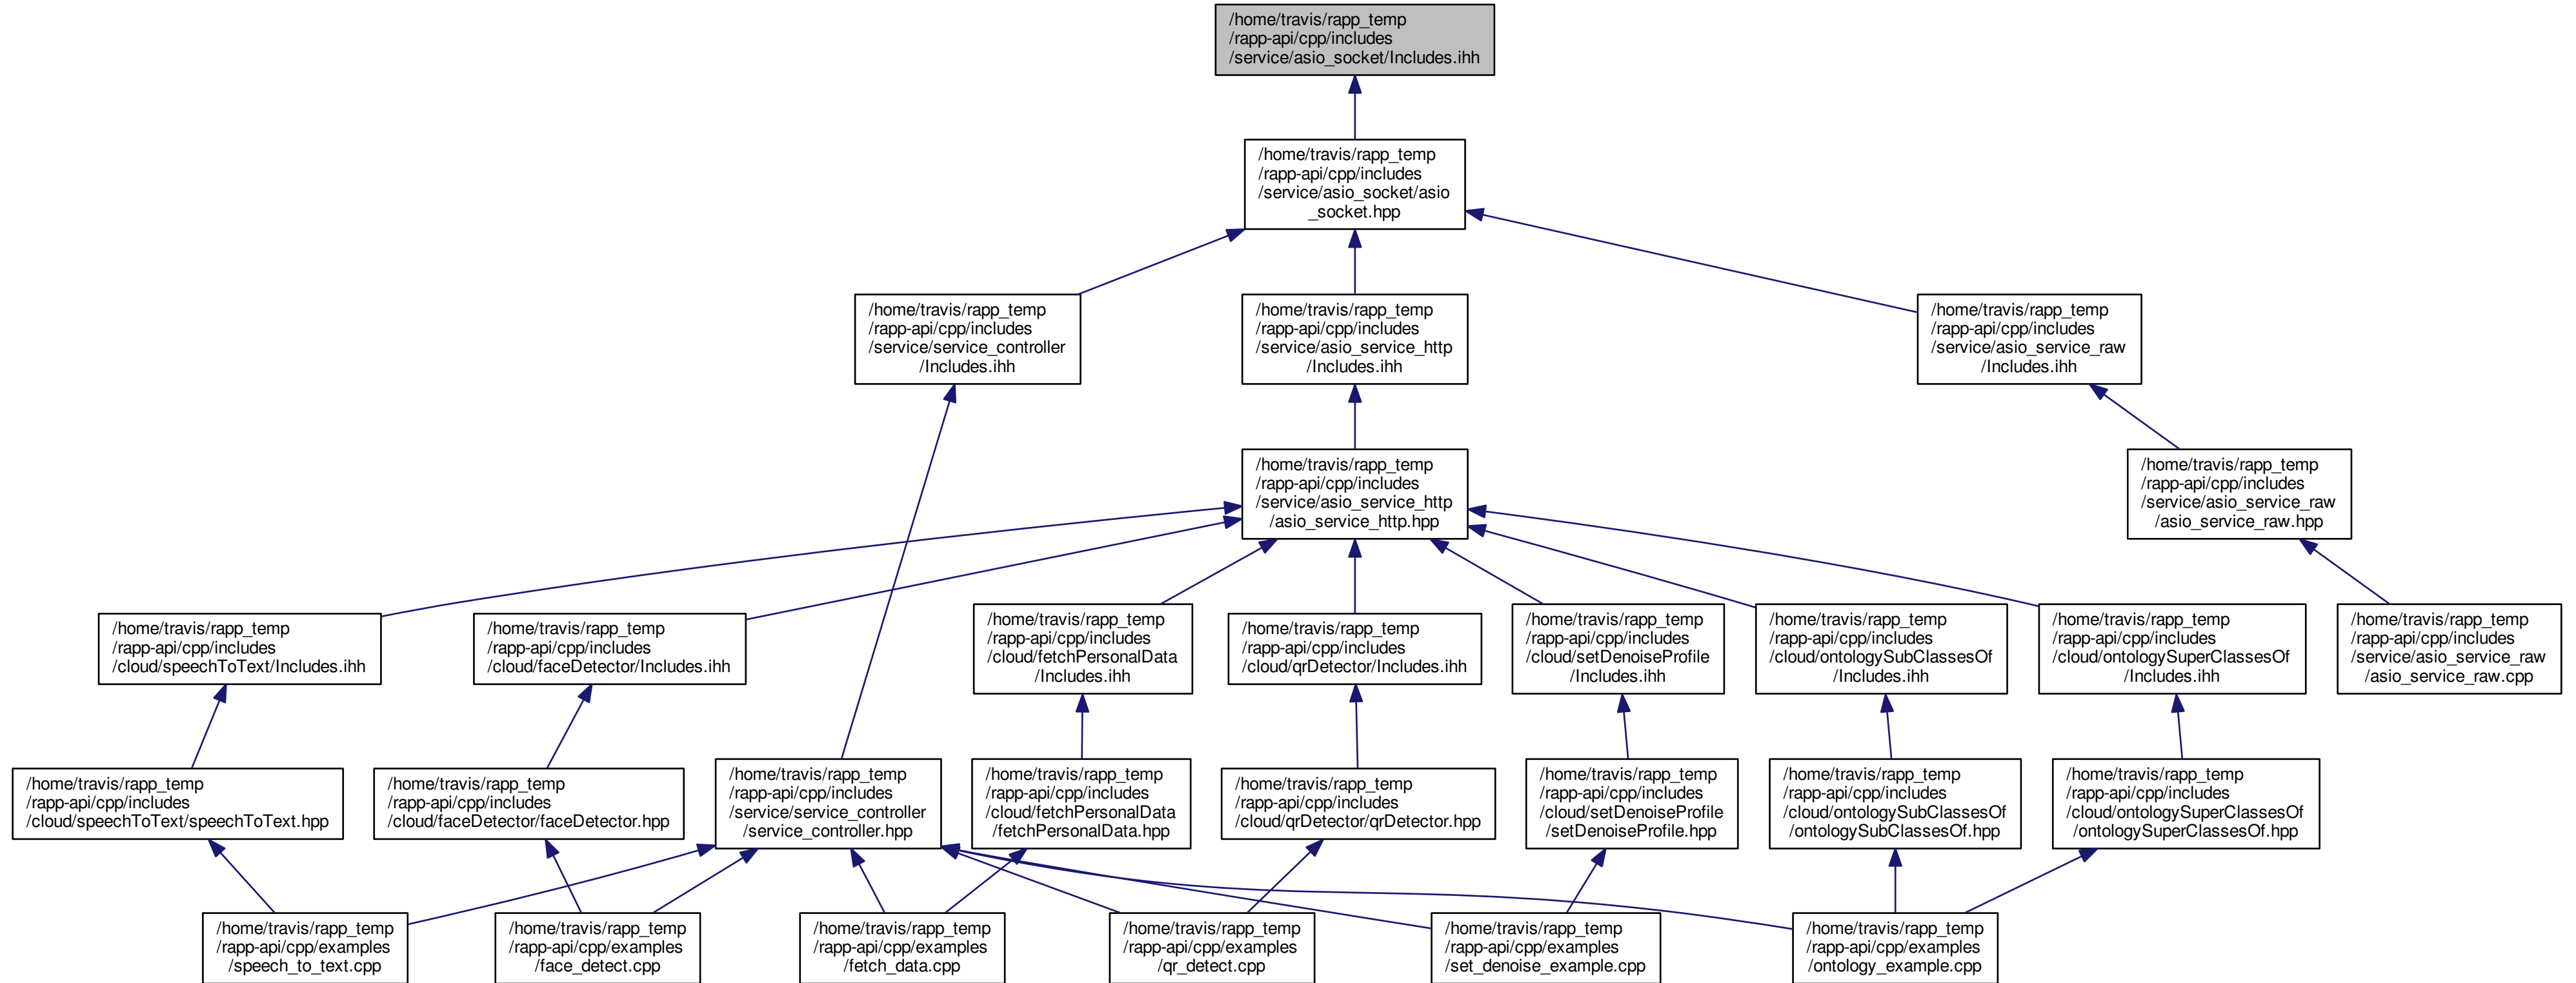 /home/travis/rapp_temp
/rapp-api/cpp/includes
/service/asio_socket/Includes.ihh
/home/travis/rapp_temp
/rapp-api/cpp/includes
/service/asio_socket/asio
_socket.hpp
/home/travis/rapp_temp
/rapp-api/cpp/includes
/service/service_controller
/Includes.ihh
/home/travis/rapp_temp
/rapp-api/cpp/includes
/service/asio_service_http
/Includes.ihh
/home/travis/rapp_temp
/rapp-api/cpp/includes
/service/asio_service_raw
/Includes.ihh
/home/travis/rapp_temp
/rapp-api/cpp/includes
/service/asio_service_http
/asio_service_http.hpp
/home/travis/rapp_temp
/rapp-api/cpp/includes
/service/asio_service_raw
/asio_service_raw.hpp
/home/travis/rapp_temp
/rapp-api/cpp/includes
/cloud/speechToText/Includes.ihh
/home/travis/rapp_temp
/rapp-api/cpp/includes
/cloud/faceDetector/Includes.ihh
/home/travis/rapp_temp
/rapp-api/cpp/includes
/cloud/fetchPersonalData
/Includes.ihh
/home/travis/rapp_temp
/rapp-api/cpp/includes
/cloud/qrDetector/Includes.ihh
/home/travis/rapp_temp
/rapp-api/cpp/includes
/cloud/setDenoiseProfile
/Includes.ihh
/home/travis/rapp_temp
/rapp-api/cpp/includes
/cloud/ontologySubClassesOf
/Includes.ihh
/home/travis/rapp_temp
/rapp-api/cpp/includes
/cloud/ontologySuperClassesOf
/Includes.ihh
/home/travis/rapp_temp
/rapp-api/cpp/includes
/service/asio_service_raw
/asio_service_raw.cpp
/home/travis/rapp_temp
/rapp-api/cpp/includes
/cloud/speechToText/speechToText.hpp
/home/travis/rapp_temp
/rapp-api/cpp/includes
/cloud/faceDetector/faceDetector.hpp
/home/travis/rapp_temp
/rapp-api/cpp/includes
/service/service_controller
/service_controller.hpp
/home/travis/rapp_temp
/rapp-api/cpp/includes
/cloud/fetchPersonalData
/fetchPersonalData.hpp
/home/travis/rapp_temp
/rapp-api/cpp/includes
/cloud/qrDetector/qrDetector.hpp
/home/travis/rapp_temp
/rapp-api/cpp/includes
/cloud/setDenoiseProfile
/setDenoiseProfile.hpp
/home/travis/rapp_temp
/rapp-api/cpp/includes
/cloud/ontologySubClassesOf
/ontologySubClassesOf.hpp
/home/travis/rapp_temp
/rapp-api/cpp/includes
/cloud/ontologySuperClassesOf
/ontologySuperClassesOf.hpp
/home/travis/rapp_temp
/rapp-api/cpp/examples
/speech_to_text.cpp
/home/travis/rapp_temp
/rapp-api/cpp/examples
/face_detect.cpp
/home/travis/rapp_temp
/rapp-api/cpp/examples
/fetch_data.cpp
/home/travis/rapp_temp
/rapp-api/cpp/examples
/qr_detect.cpp
/home/travis/rapp_temp
/rapp-api/cpp/examples
/set_denoise_example.cpp
/home/travis/rapp_temp
/rapp-api/cpp/examples
/ontology_example.cpp